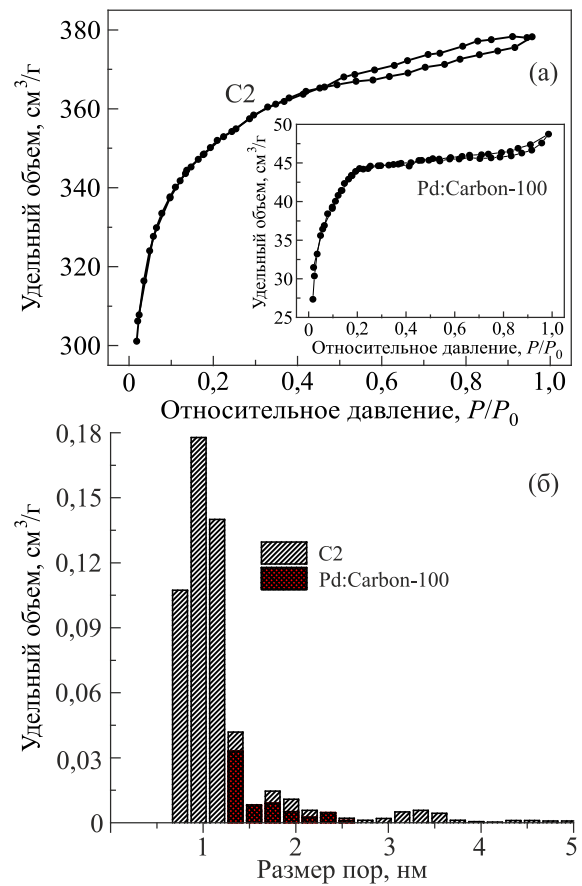 380
360
340
320
300
Удельный объем, см³/г
C2
(а)
50
45
40
35
30
25
Удельный объем, см³/г
Pd:Carbon-100
0
0,2
0,4
0,6
0,8
1,0
Относительное давление, P/P₀
0
0,2
0,4
0,6
0,8
1,0
Относительное давление, P/P₀
0,18
0,15
0,12
0,09
0,06
0,03
0
Удельный объем, см³/г
(б)
C2
Pd:Carbon-100
1
2
3
4
5
Размер пор, нм